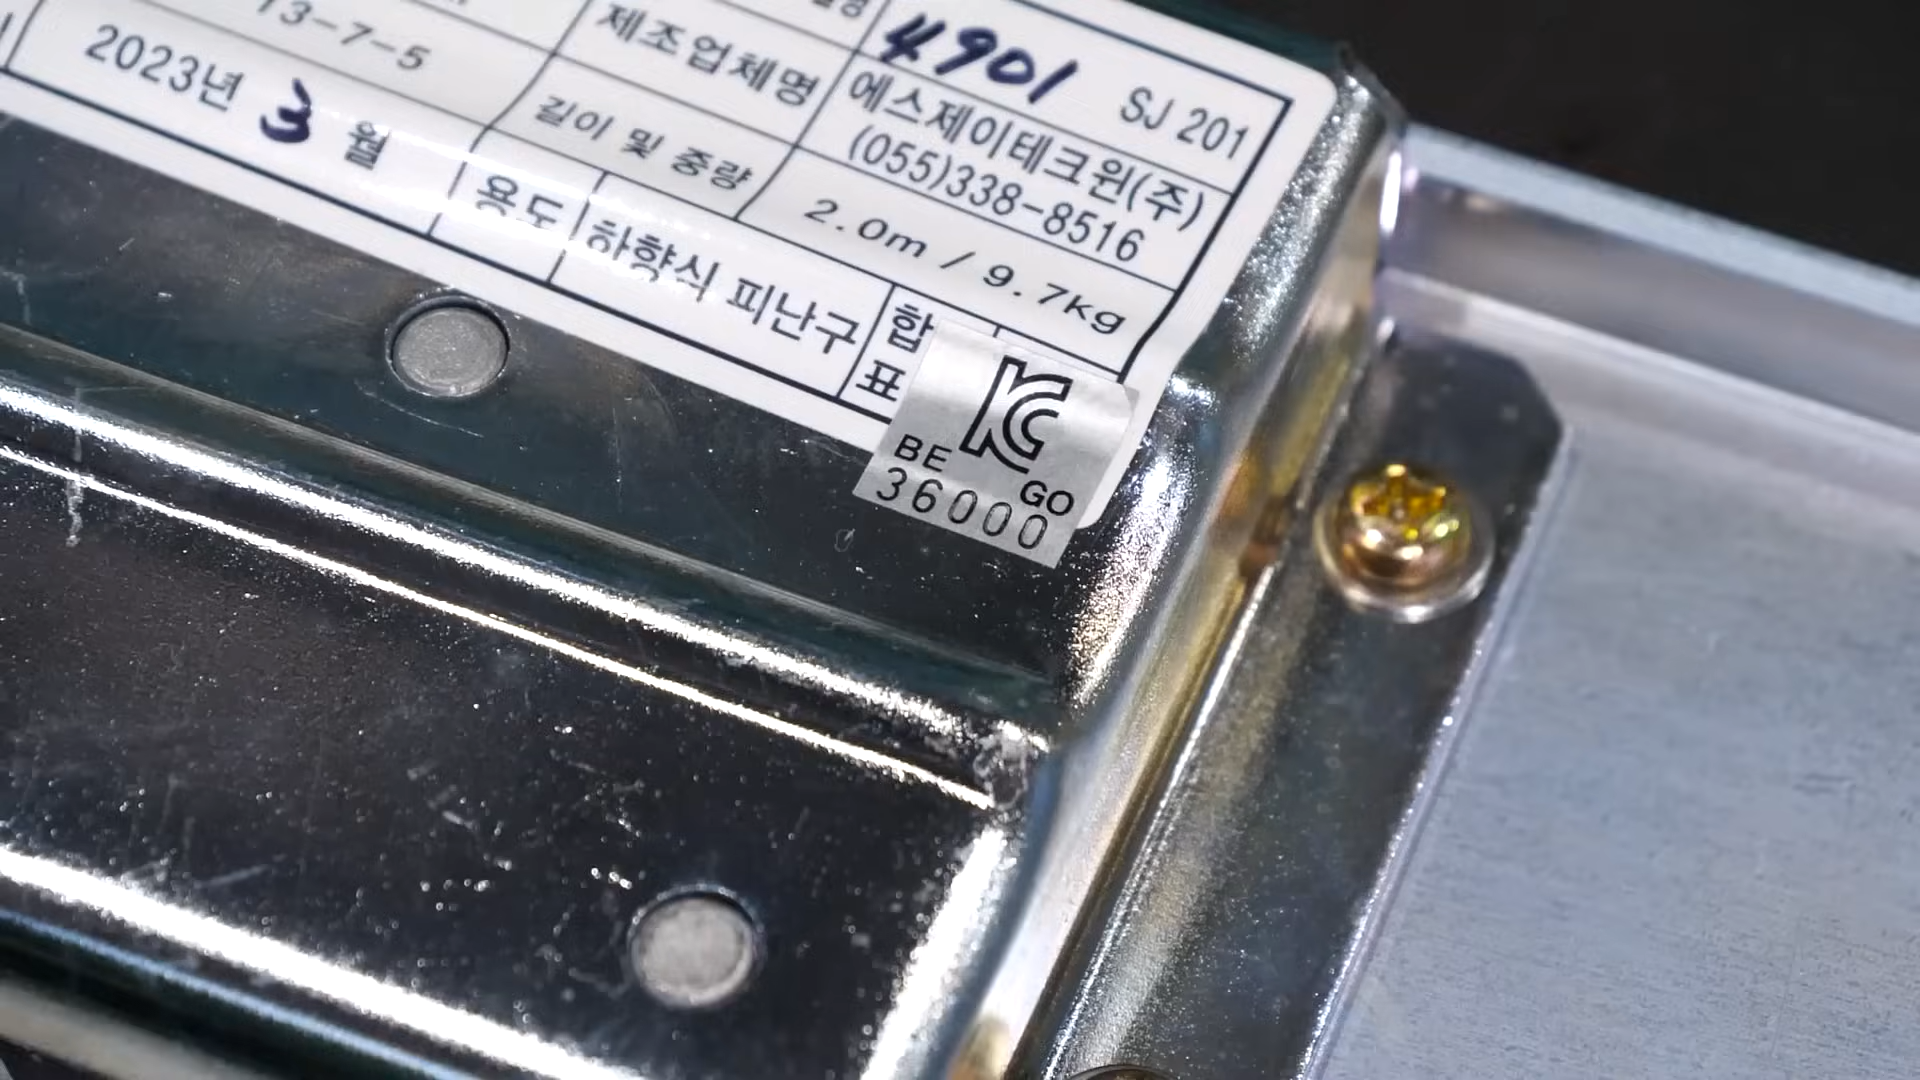 4901 SJ 201
13-7-5 제조업체명 에스제이테크윈(주)
(055)338-8516
2023년 3월 길이 및 중량 2.0m / 9.7kg
용도 하향식 피난구 합
표
KC
BE GO
36000